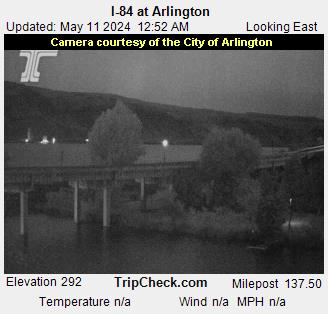 I-84 at Arlington
Updated: May 11 2024 12:52 AM Looking East
Camera courtesy of the City of Arlington
Elevation 292 TripCheck.com Milepost 137.50
Temperature n/a Wind n/a MPH n/a